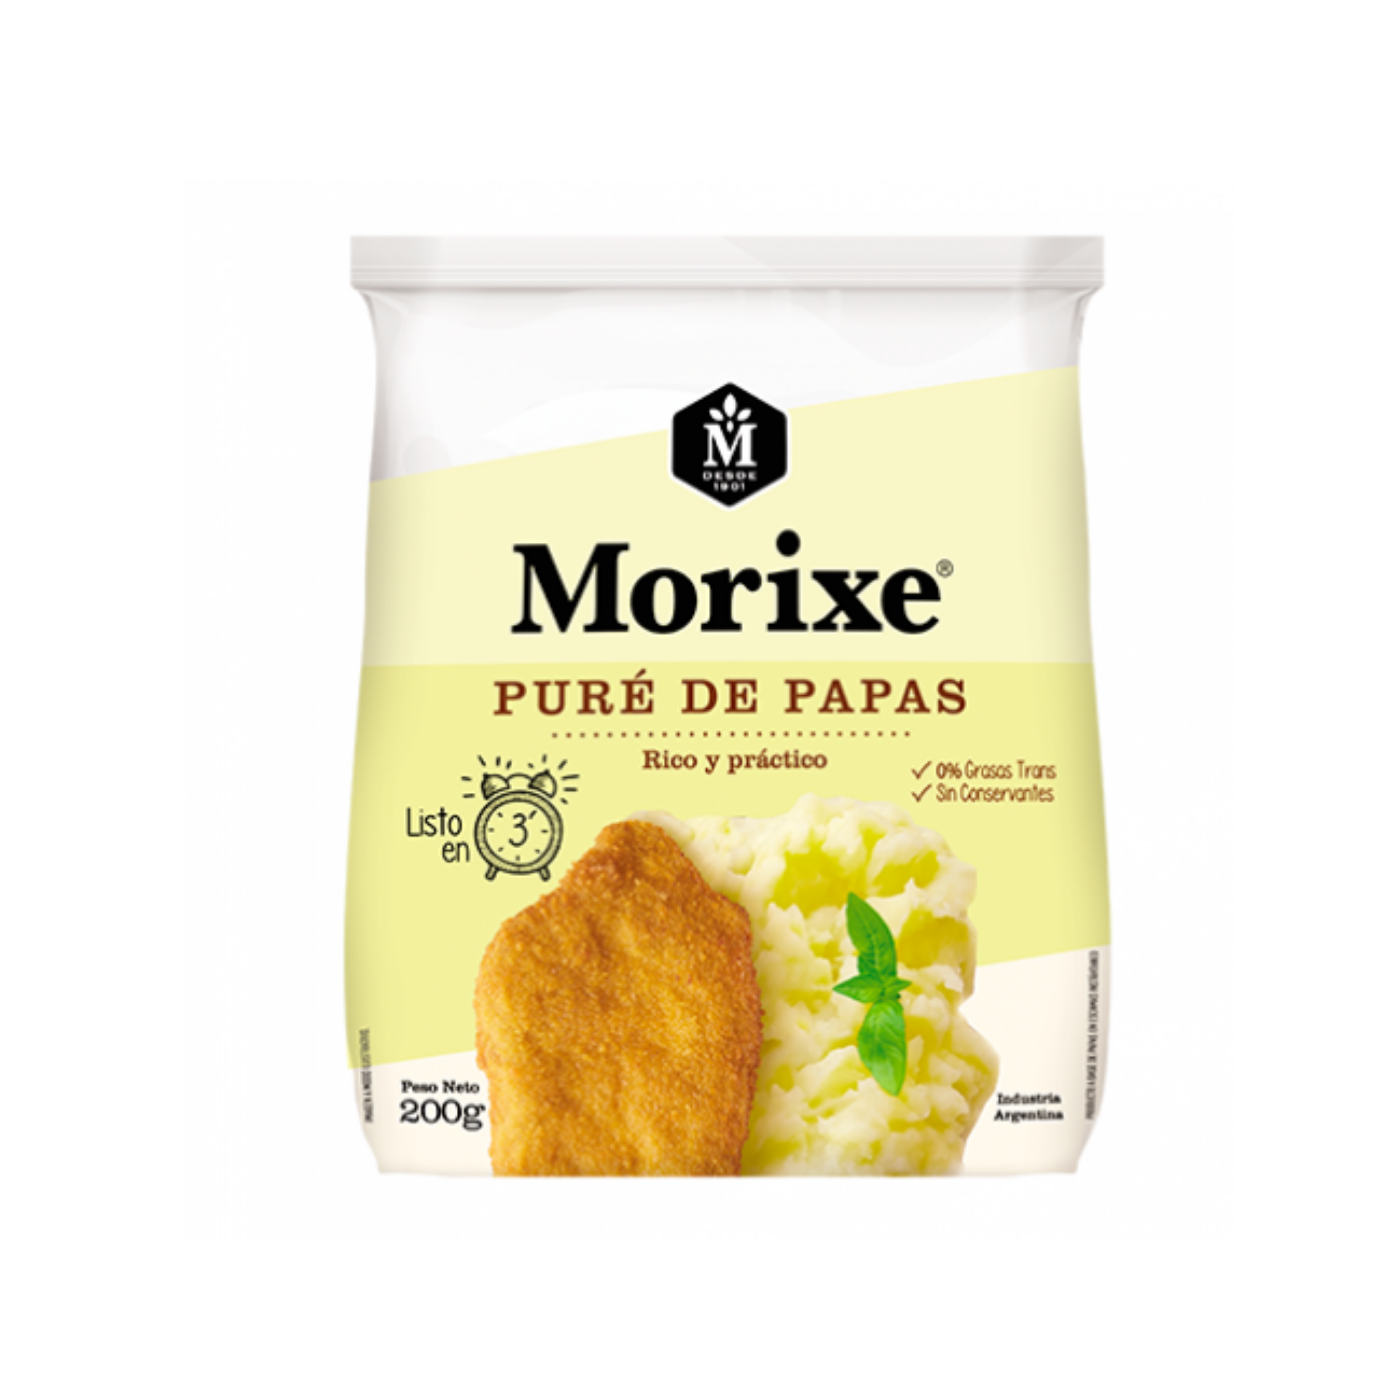 M
DESDE
1901
Morixe®
PURÉ DE PAPAS
Rico y práctico
✓ 0% Grasas Trans
✓ Sin Conservantes
Listo
en
3´
Peso Neto
200g
Industria
Argentina